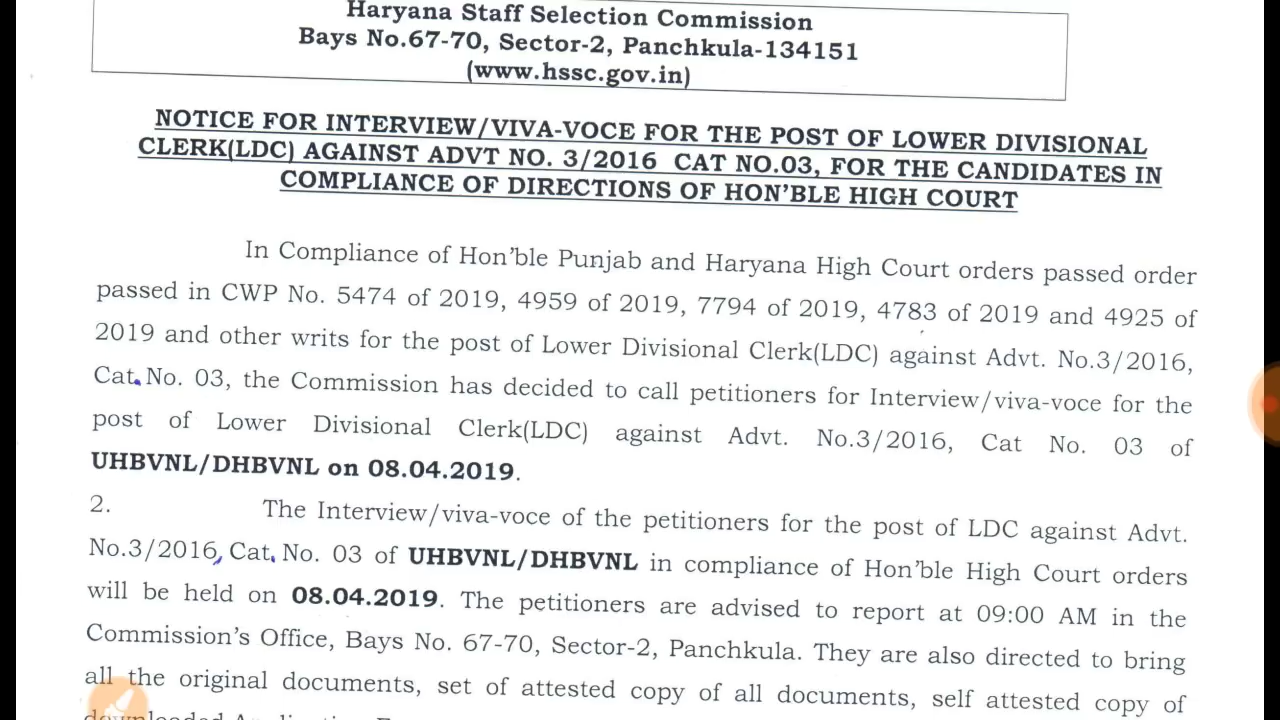 Haryana Staff Selection Commission
Bays No.67-70, Sector-2, Panchkula-134151
(www.hssc.gov.in)
NOTICE FOR INTERVIEW/VIVA-VOCE FOR THE POST OF LOWER DIVISIONAL
CLERK(LDC) AGAINST ADVT NO. 3/2016 CAT NO.03, FOR THE CANDIDATES IN
COMPLIANCE OF DIRECTIONS OF HON'BLE HIGH COURT
In Compliance of Hon'ble Punjab and Haryana High Court orders passed order
passed in CWP No. 5474 of 2019, 4959 of 2019, 7794 of 2019, 4783 of 2019 and 4925 of
2019 and other writs for the post of Lower Divisional Clerk(LDC) against Advt. No.3/2016,
Cat. No. 03, the Commission has decided to call petitioners for Interview/viva-voce for the
post of Lower Divisional Clerk(LDC) against Advt. No.3/2016, Cat No. 03 of
UHBVNL/DHBVNL on 08.04.2019.
2. The Interview/viva-voce of the petitioners for the post of LDC against Advt.
No.3/2016, Cat. No. 03 of UHBVNL/DHBVNL in compliance of Hon'ble High Court orders
will be held on 08.04.2019. The petitioners are advised to report at 09:00 AM in the
Commission's Office, Bays No. 67-70, Sector-2, Panchkula. They are also directed to bring
all the original documents, set of attested copy of all documents, self attested copy of